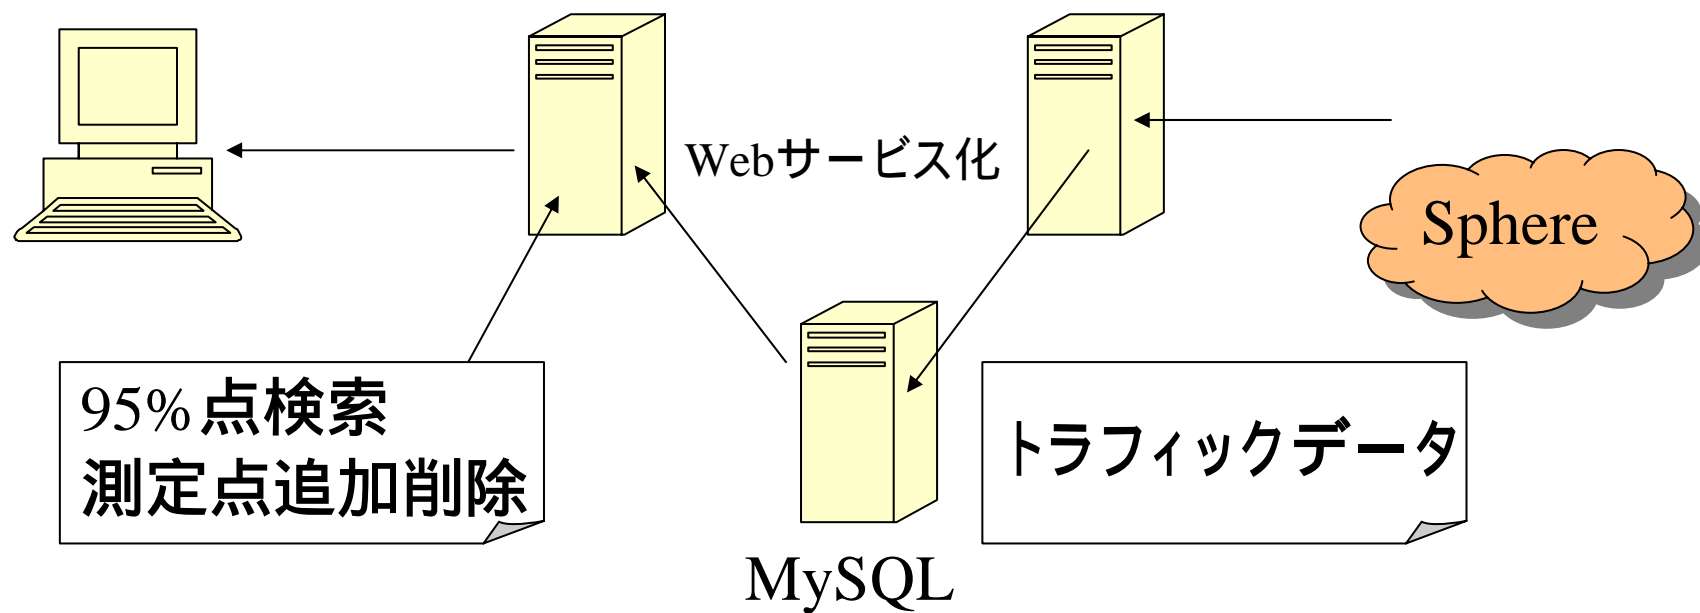 Webサービス化
Sphere
95%点検索
測定点追加削除
トラフィックデータ
MySQL